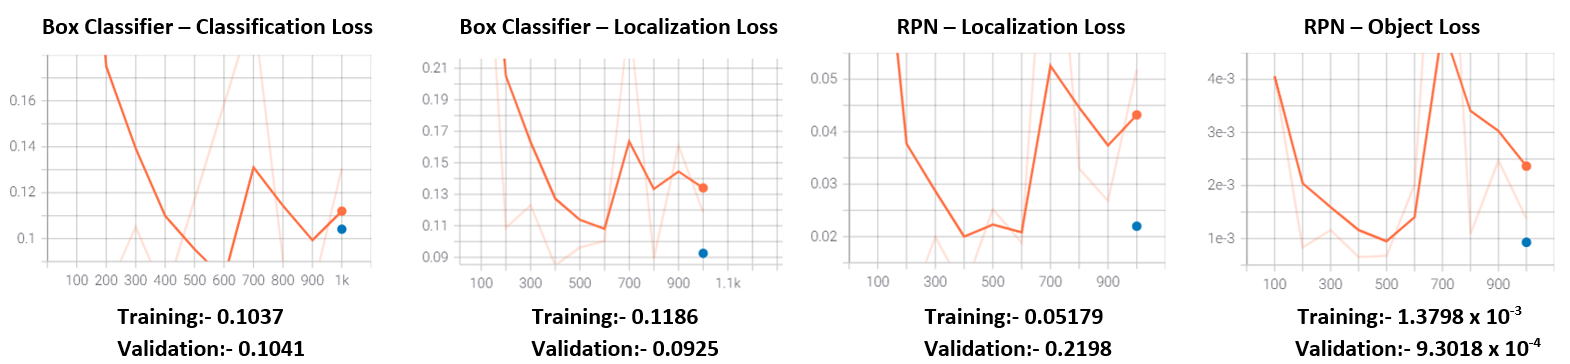 Box Classifier – Classification Loss
0.16
0.14
0.12
0.1
100 200 300 400 500 600 700 800 900 1k
Training:- 0.1037
Validation:- 0.1041
Box Classifier – Localization Loss
0.21
0.19
0.17
0.15
0.13
0.11
0.09
100 300 500 700 900 1.1k
Training:- 0.1186
Validation:- 0.0925
RPN – Localization Loss
0.05
0.04
0.03
0.02
100 300 500 700 900
Training:- 0.05179
Validation:- 0.2198
RPN – Object Loss
4e-3
3e-3
2e-3
1e-3
100 300 500 700 900
Training:- 1.3798 x 10⁻³
Validation:- 9.3018 x 10⁻⁴